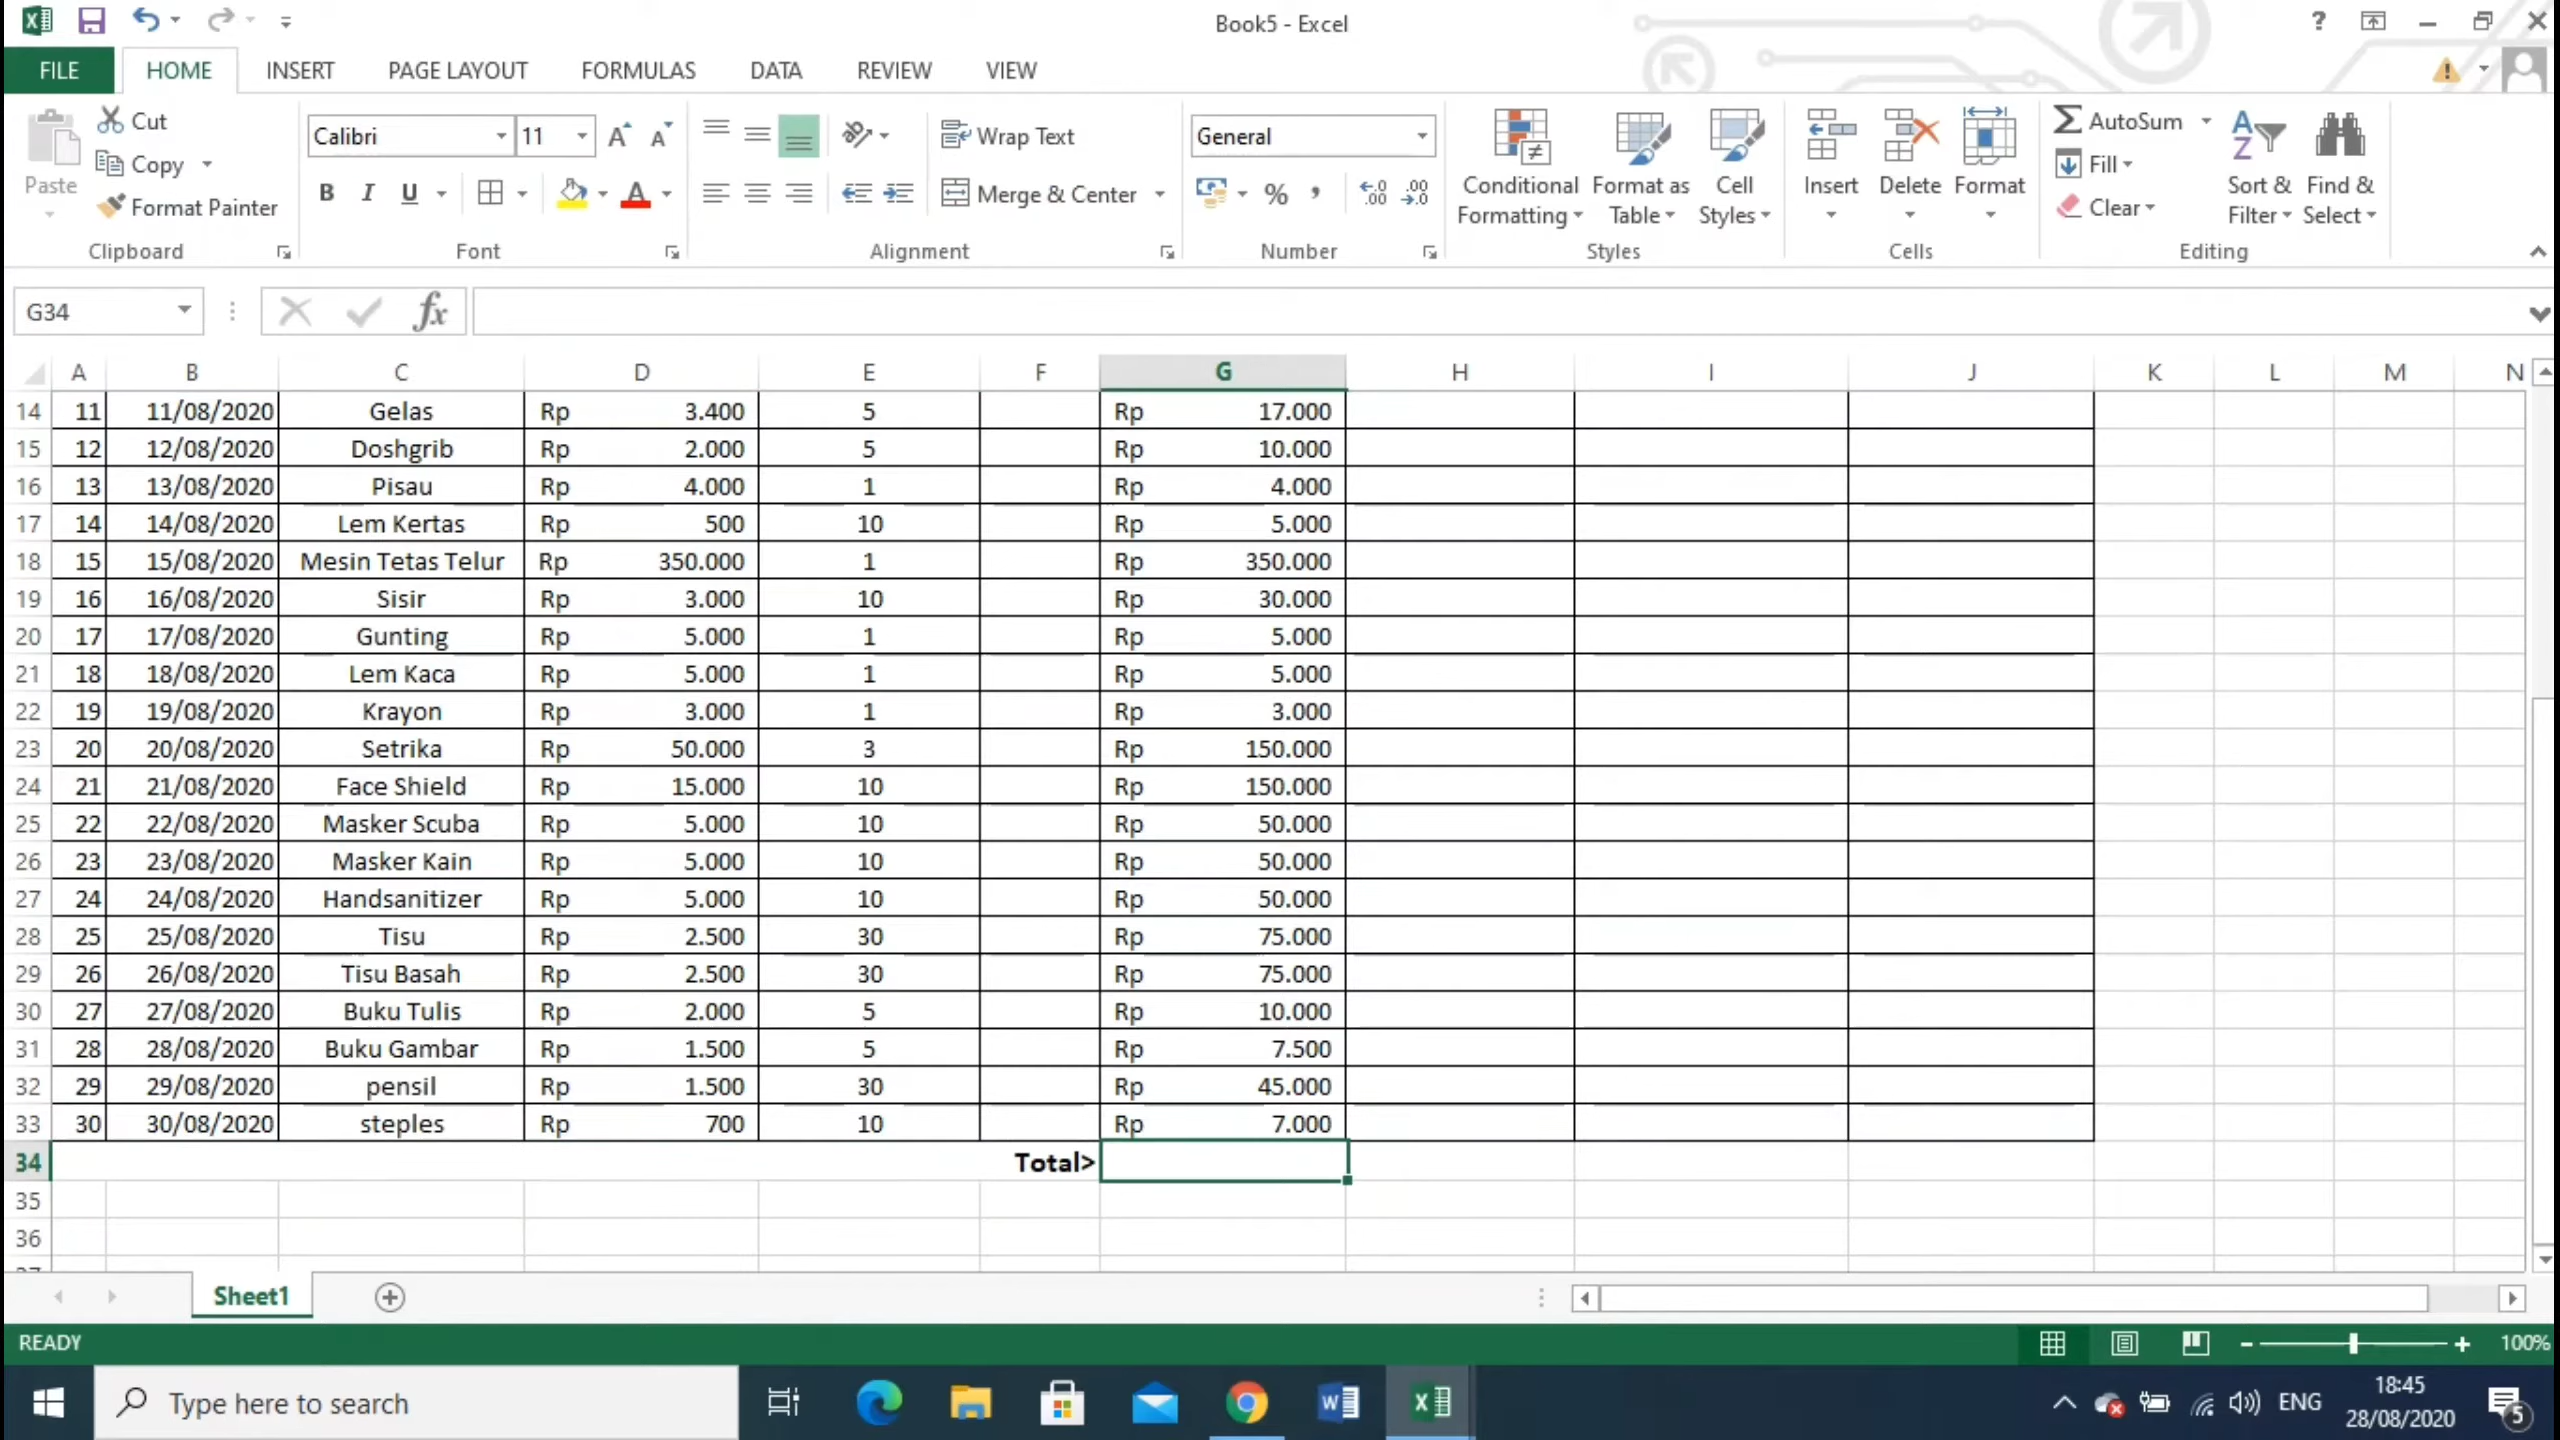 Book5 - Excel
FILE HOME INSERT PAGE LAYOUT FORMULAS DATA REVIEW VIEW
Paste
Cut
Copy
Format Painter
Clipboard
Calibri 11
B I U
Font
Wrap Text
Merge & Center
Alignment
General
% ,
Number
Conditional Formatting
Format as Table
Cell Styles
Styles
Insert Delete Format
Cells
AutoSum
Fill
Clear
Sort & Filter
Find & Select
Editing
G34 fx
A B C D E F G H I J K L M N
14 11 11/08/2020 Gelas Rp 3.400 5 Rp 17.000
15 12 12/08/2020 Doshgrib Rp 2.000 5 Rp 10.000
16 13 13/08/2020 Pisau Rp 4.000 1 Rp 4.000
17 14 14/08/2020 Lem Kertas Rp 500 10 Rp 5.000
18 15 15/08/2020 Mesin Tetas Telur Rp 350.000 1 Rp 350.000
19 16 16/08/2020 Sisir Rp 3.000 10 Rp 30.000
20 17 17/08/2020 Gunting Rp 5.000 1 Rp 5.000
21 18 18/08/2020 Lem Kaca Rp 5.000 1 Rp 5.000
22 19 19/08/2020 Krayon Rp 3.000 1 Rp 3.000
23 20 20/08/2020 Setrika Rp 50.000 3 Rp 150.000
24 21 21/08/2020 Face Shield Rp 15.000 10 Rp 150.000
25 22 22/08/2020 Masker Scuba Rp 5.000 10 Rp 50.000
26 23 23/08/2020 Masker Kain Rp 5.000 10 Rp 50.000
27 24 24/08/2020 Handsanitizer Rp 5.000 10 Rp 50.000
28 25 25/08/2020 Tisu Rp 2.500 30 Rp 75.000
29 26 26/08/2020 Tisu Basah Rp 2.500 30 Rp 75.000
30 27 27/08/2020 Buku Tulis Rp 2.000 5 Rp 10.000
31 28 28/08/2020 Buku Gambar Rp 1.500 5 Rp 7.500
32 29 29/08/2020 pensil Rp 1.500 30 Rp 45.000
33 30 30/08/2020 steples Rp 700 10 Rp 7.000
34 Total>
35
36
Sheet1
READY 100%
Type here to search
ENG
18:45
28/08/2020
5